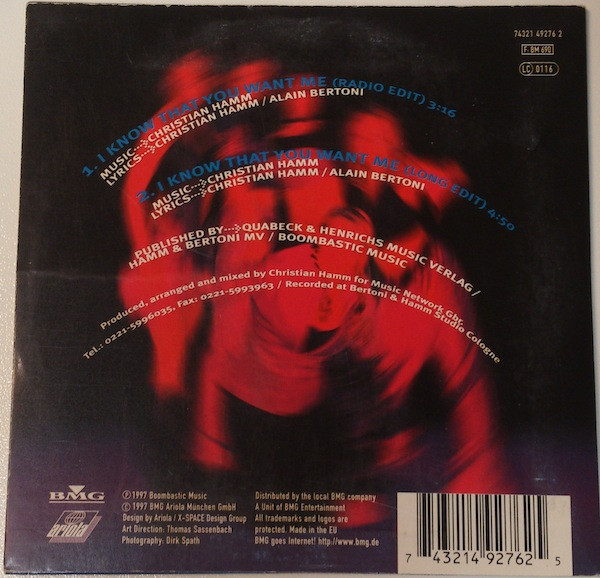 74321 49276 2
F. BM 690
LC 0116
1. I KNOW THAT YOU WANT ME (RADIO EDIT) 3:16
MUSIC--->CHRISTIAN HAMM
LYRICS--->CHRISTIAN HAMM / ALAIN BERTONI
2. I KNOW THAT YOU WANT ME (LONG EDIT) 4:50
MUSIC--->CHRISTIAN HAMM
LYRICS--->CHRISTIAN HAMM / ALAIN BERTONI
PUBLISHED BY--->QUABECK & HENRICHS MUSIC VERLAG /
HAMM & BERTONI MV / BOOMBASTIC MUSIC
Produced, arranged and mixed by Christian Hamm for Music Network Gbr
Tel.: 0221-5996035, Fax: 0221-5993963 / Recorded at Bertoni & Hamm Studio Cologne
BMG
ariola
Ⓟ 1997 Boombastic Music
© 1997 BMG Ariola München GmbH
Design by Ariola / X-SPACE Design Group
Art Direction: Thomas Sassenbach
Photography: Dirk Spath
Distributed by the local BMG company
A Unit of BMG Entertainment
All trademarks and logos are
protected. Made in the EU
BMG goes Internet! http://www.bmg.de
7 43214 92762 5